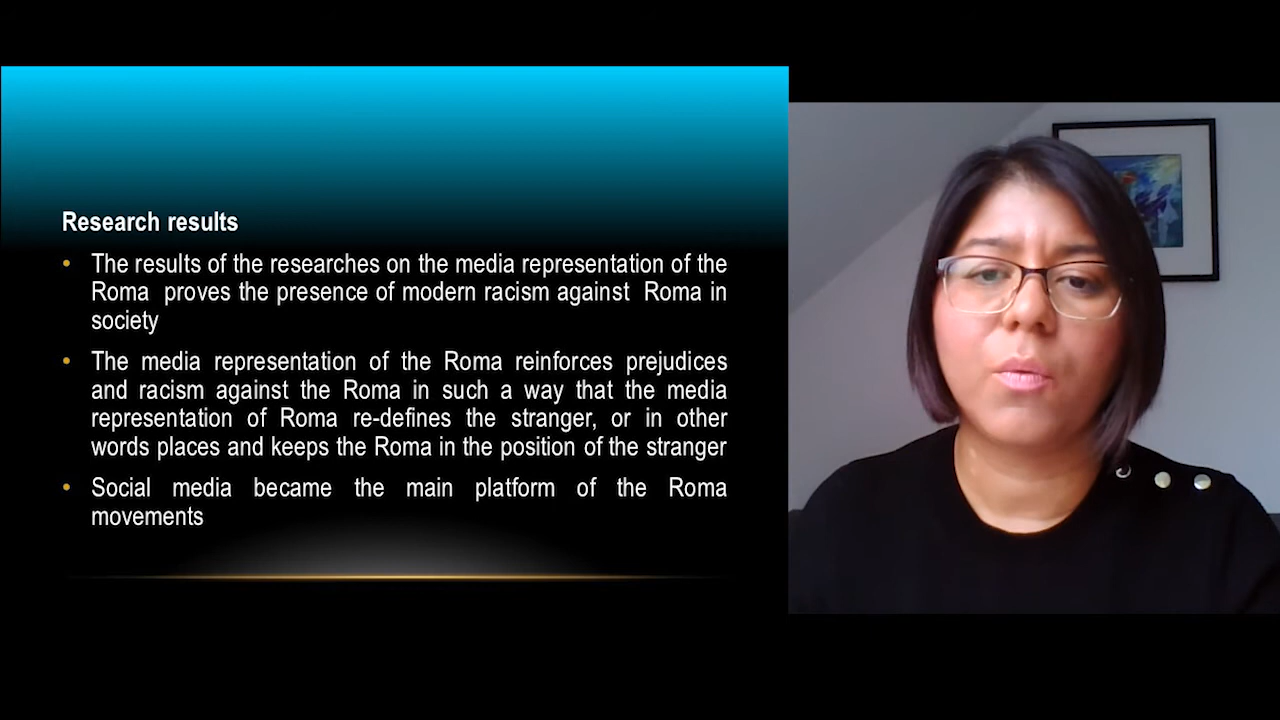 Research results
• The results of the researches on the media representation of the
Roma proves the presence of modern racism against Roma in
society
• The media representation of the Roma reinforces prejudices
and racism against the Roma in such a way that the media
representation of Roma re-defines the stranger, or in other
words places and keeps the Roma in the position of the stranger
• Social media became the main platform of the Roma
movements